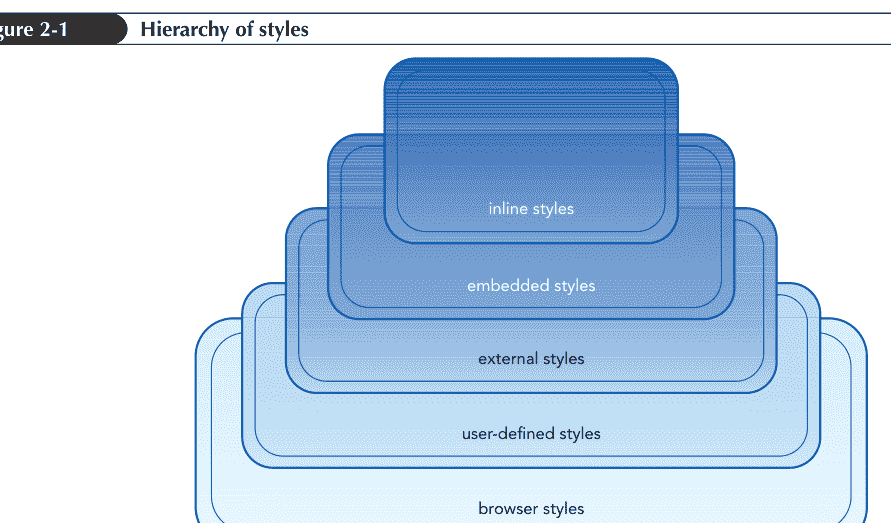 gure 2-1
Hierarchy of styles
inline styles
embedded styles
external styles
user-defined styles
browser styles